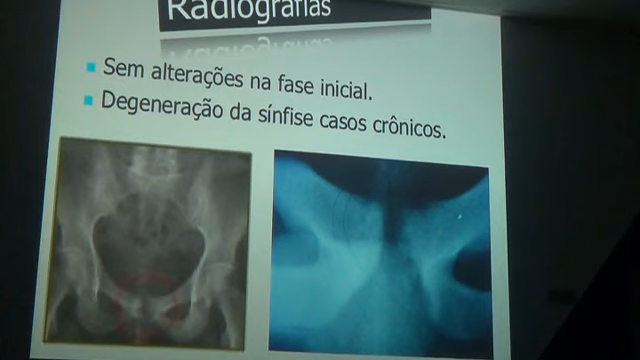 Radiografias
Sem alterações na fase inicial.
Degeneração da sínfise casos crônicos.